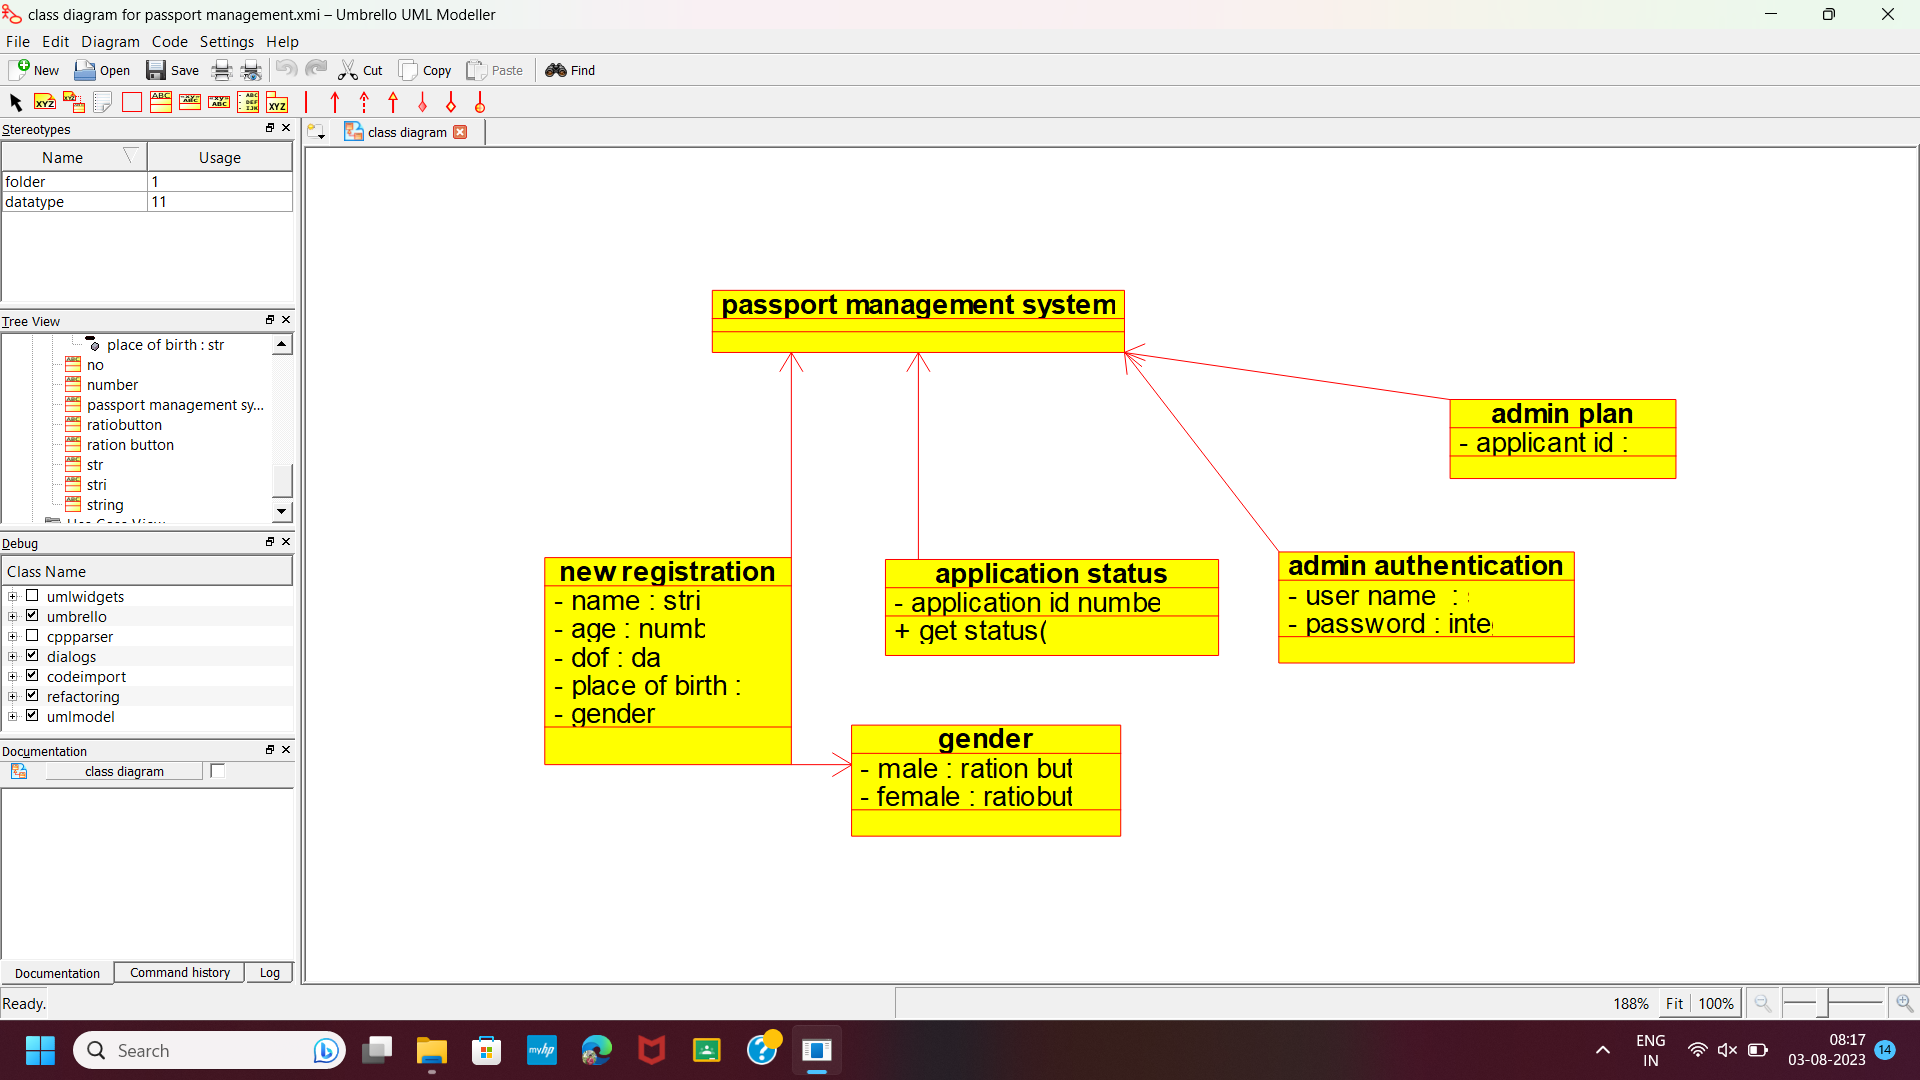 class diagram for passport management.xmi – Umbrello UML Modeller
File Edit Diagram Code Settings Help
New Open Save Cut Copy Paste Find
Stereotypes
class diagram
Name Usage
folder 1
datatype 11
Tree View
place of birth : str
no
number
passport management sy...
ratiobutton
ration button
str
stri
string
Debug
Class Name
umlwidgets
umbrello
cppparser
dialogs
codeimport
refactoring
umlmodel
Documentation
class diagram
Documentation Command history Log
passport management system
admin plan
- applicant id :
new registration
- name : stri
- age : numb
- dof : da
- place of birth :
- gender
application status
- application id numbe
+ get status(
admin authentication
- user name :
- password : inte
gender
- male : ration but
- female : ratiobut
Ready.
188% Fit 100%
Search
myhp
ENG
IN
08:17
03-08-2023
14